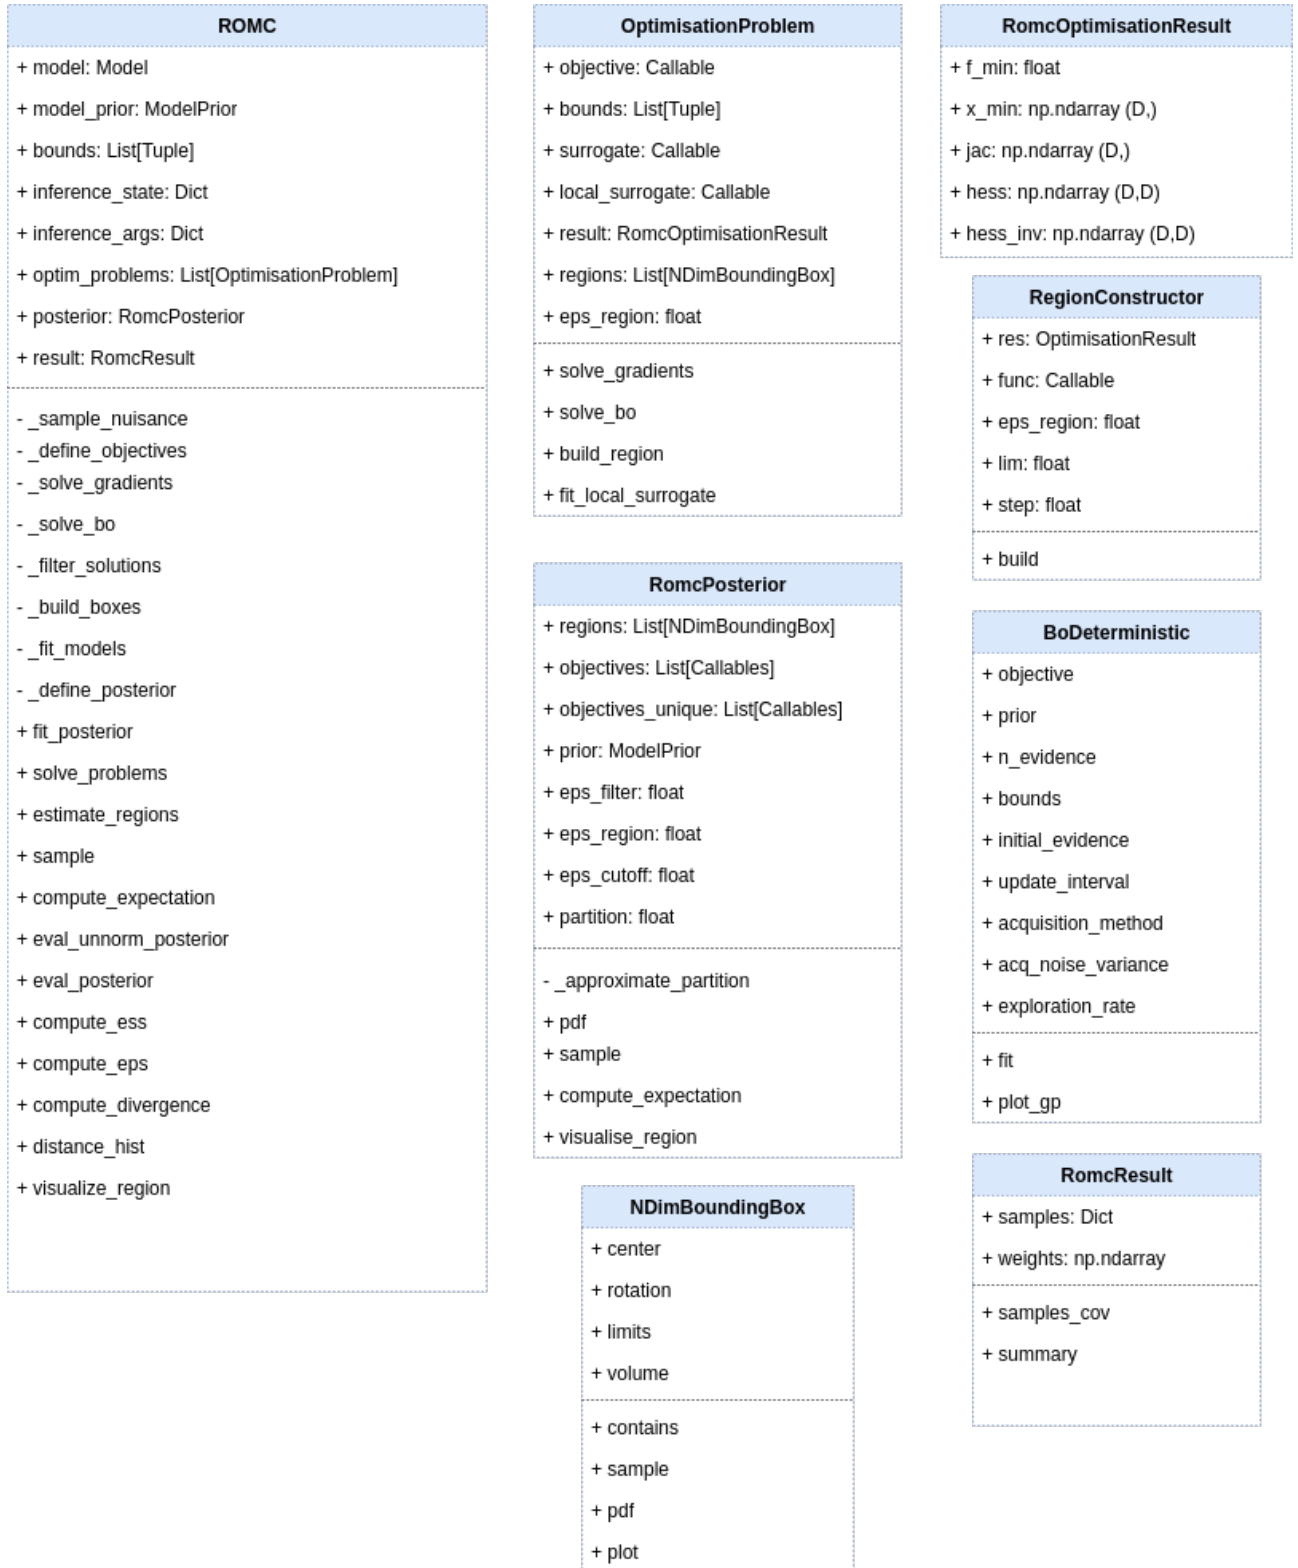 ROMC
+ model: Model
+ model_prior: ModelPrior
+ bounds: List[Tuple]
+ inference_state: Dict
+ inference_args: Dict
+ optim_problems: List[OptimisationProblem]
+ posterior: RomcPosterior
+ result: RomcResult
- _sample_nuisance
- _define_objectives
- _solve_gradients
- _solve_bo
- _filter_solutions
- _build_boxes
- _fit_models
- _define_posterior
+ fit_posterior
+ solve_problems
+ estimate_regions
+ sample
+ compute_expectation
+ eval_unnorm_posterior
+ eval_posterior
+ compute_ess
+ compute_eps
+ compute_divergence
+ distance_hist
+ visualize_region
OptimisationProblem
+ objective: Callable
+ bounds: List[Tuple]
+ surrogate: Callable
+ local_surrogate: Callable
+ result: RomcOptimisationResult
+ regions: List[NDimBoundingBox]
+ eps_region: float
+ solve_gradients
+ solve_bo
+ build_region
+ fit_local_surrogate
RomcPosterior
+ regions: List[NDimBoundingBox]
+ objectives: List[Callables]
+ objectives_unique: List[Callables]
+ prior: ModelPrior
+ eps_filter: float
+ eps_region: float
+ eps_cutoff: float
+ partition: float
- _approximate_partition
+ pdf
+ sample
+ compute_expectation
+ visualise_region
NDimBoundingBox
+ center
+ rotation
+ limits
+ volume
+ contains
+ sample
+ pdf
+ plot
RomcOptimisationResult
+ f_min: float
+ x_min: np.ndarray (D,)
+ jac: np.ndarray (D,)
+ hess: np.ndarray (D,D)
+ hess_inv: np.ndarray (D,D)
RegionConstructor
+ res: OptimisationResult
+ func: Callable
+ eps_region: float
+ lim: float
+ step: float
+ build
BoDeterministic
+ objective
+ prior
+ n_evidence
+ bounds
+ initial_evidence
+ update_interval
+ acquisition_method
+ acq_noise_variance
+ exploration_rate
+ fit
+ plot_gp
RomcResult
+ samples: Dict
+ weights: np.ndarray
+ samples_cov
+ summary